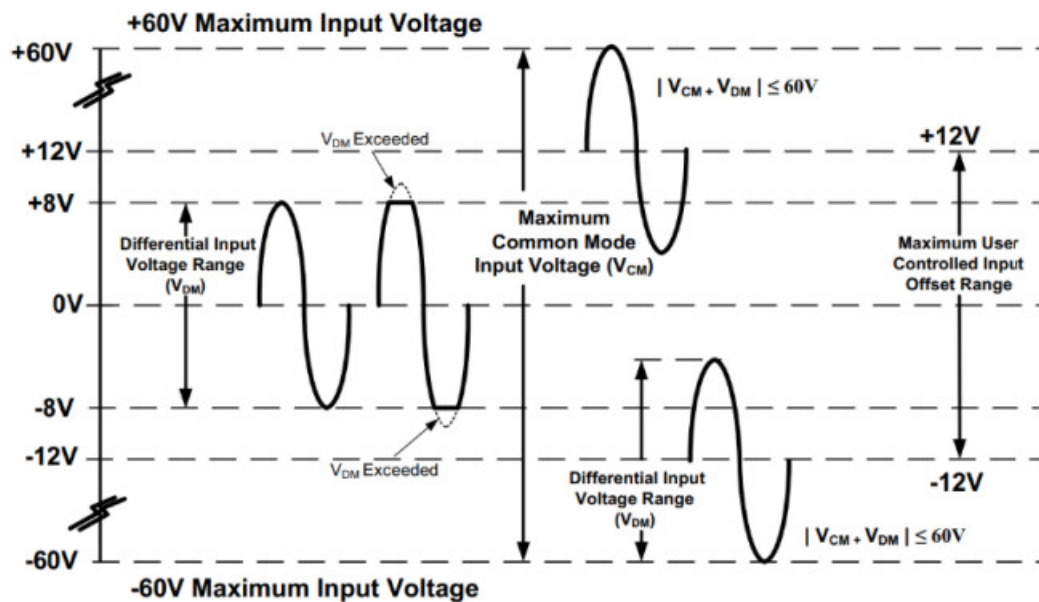 +60V Maximum Input Voltage
+60V
| VCM + VDM | ≤ 60V
VDM Exceeded
+12V
+12V
+8V
Differential Input
Voltage Range
(VDM)
Maximum
Common Mode
Input Voltage (VCM)
Maximum User
Controlled Input
Offset Range
0V
-8V
-12V
VDM Exceeded
Differential Input
Voltage Range
(VDM)
-12V
| VCM + VDM | ≤ 60V
-60V
-60V Maximum Input Voltage